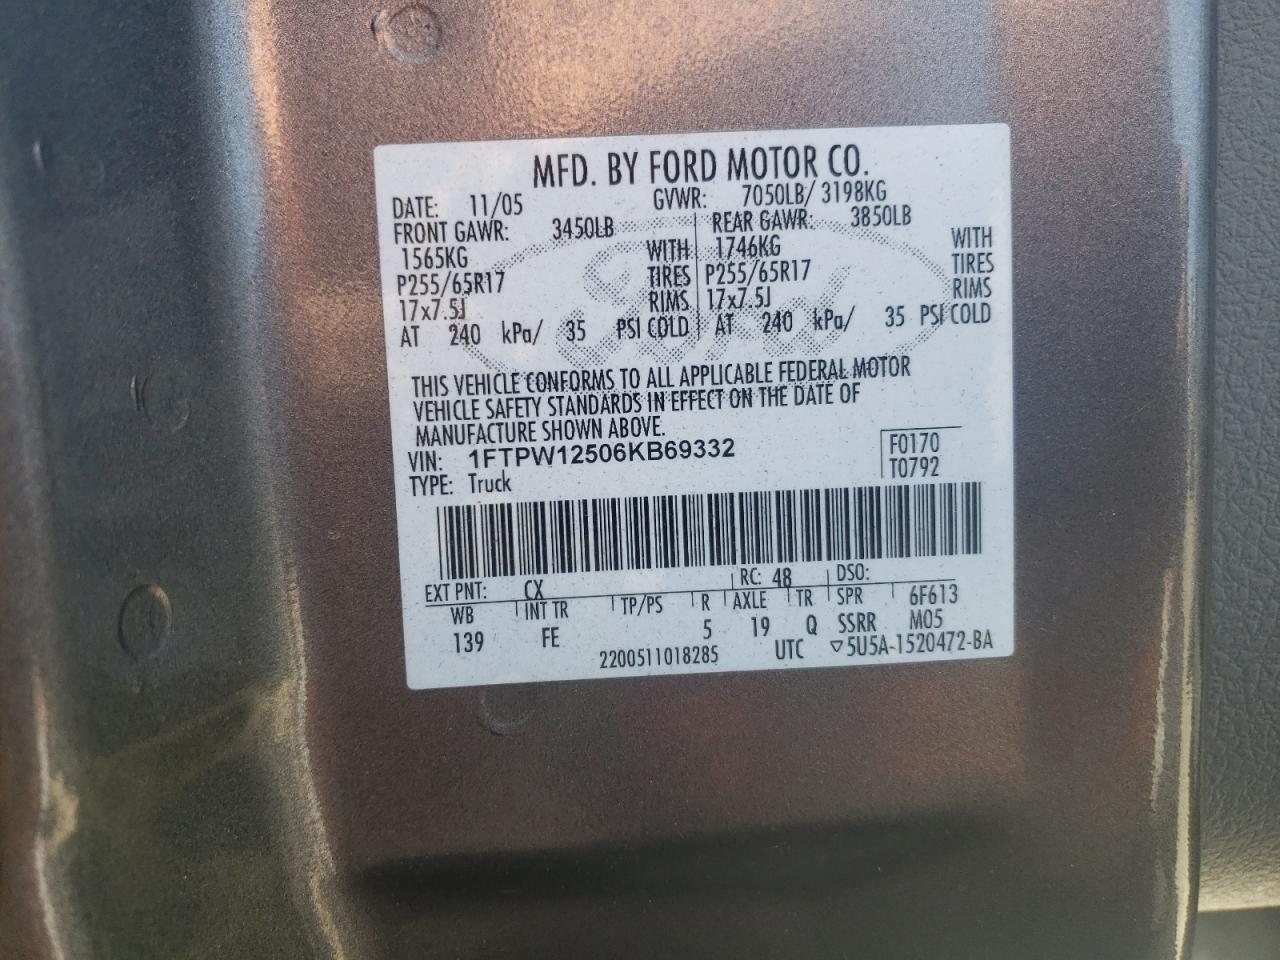 MFD. BY FORD MOTOR CO.
DATE: 11/05 GVWR: 7050LB/ 3198KG
FRONT GAWR: 3450LB REAR GAWR: 3850LB
1565KG WITH 1746KG WITH
P255/65R17 TIRES P255/65R17 TIRES
17x7.5J RIMS 17x7.5J RIMS
AT 240 kPa/ 35 PSI COLD AT 240 kPa/ 35 PSI COLD
THIS VEHICLE CONFORMS TO ALL APPLICABLE FEDERAL MOTOR
VEHICLE SAFETY STANDARDS IN EFFECT ON THE DATE OF
MANUFACTURE SHOWN ABOVE.
VIN: 1FTPW12506KB69332 F0170
TYPE: Truck T0792
EXT PNT: CX RC: 48 DSO:
WB INT TR TP/PS R AXLE TR SPR 6F613
139 FE 5 19 Q SSRR M05
2200511018285 UTC ▽5U5A-1520472-BA
Ford